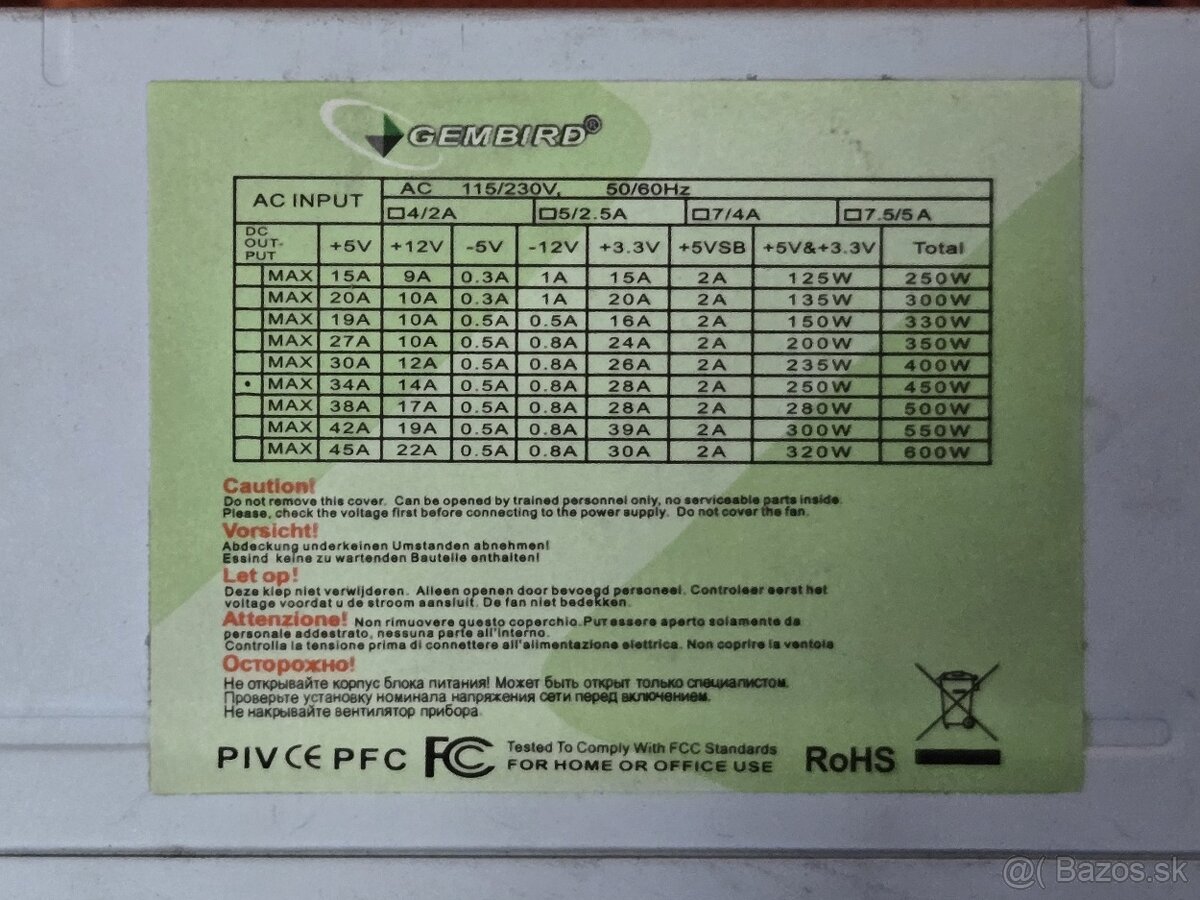 GEMBIRD®
AC INPUT AC 115/230V, 50/60Hz
□4/2A □5/2.5A □7/4A □7.5/5A
DC OUT-PUT +5V +12V -5V -12V +3.3V +5VSB +5V&+3.3V Total
MAX 15A 9A 0.3A 1A 15A 2A 125W 250W
MAX 20A 10A 0.3A 1A 20A 2A 135W 300W
MAX 19A 10A 0.5A 0.5A 16A 2A 150W 330W
MAX 27A 10A 0.5A 0.8A 24A 2A 200W 350W
MAX 30A 12A 0.5A 0.8A 26A 2A 235W 400W
• MAX 34A 14A 0.5A 0.8A 28A 2A 250W 450W
MAX 38A 17A 0.5A 0.8A 28A 2A 280W 500W
MAX 42A 19A 0.5A 0.8A 39A 2A 300W 550W
MAX 45A 22A 0.5A 0.8A 30A 2A 320W 600W
Caution!
Do not remove this cover. Can be opened by trained personnel only, no serviceable parts inside.
Please, check the voltage first before connecting to the power supply. Do not cover the fan.
Vorsicht!
Abdeckung underkeinen Umstanden abnehmen!
Essind keine zu wartenden Bautelle enthalten!
Let op!
Deze klep niet verwijderen. Alleen openen door bevoegd personeel. Controleer eerst het
voltage voordat u de stroom aansluit. De fan niet bedekken.
Attenzione! Non rimuovere questo coperchio. Put essere aperto solamente da
personale addestrato, nessuna parte all'interno.
Controlla la tensione prima di connettere all'alimentazione elettrica. Non coprire la ventola
Осторожно!
Не открывайте корпус блока питания! Может быть открыт только специалистом.
Проверьте установку номинала напряжения сети перед включением.
Не накрывайте вентилятор прибора.
PIV CE PFC FC Tested To Comply With FCC Standards
FOR HOME OR OFFICE USE
RoHS
@( Bazos.sk